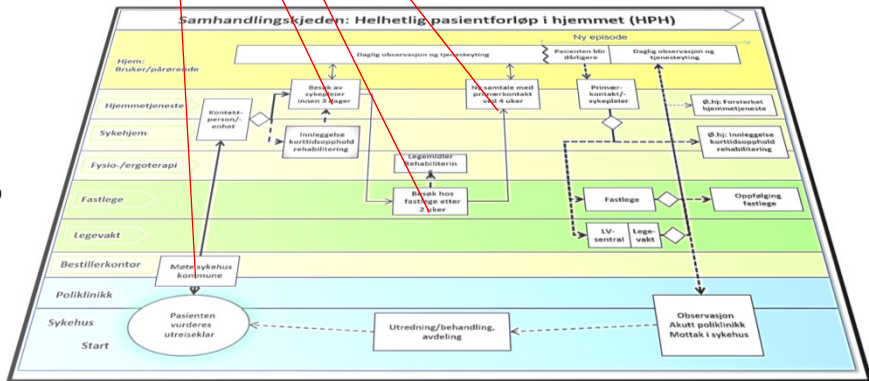 Samhandlingskjeden: Helhetlig pasientforløp i hjemmet (HPH)
Ny episode
Hjem:
Bruker/pårørende
Daglig observasjon og tjenesteyting
Pasienten blir
dårligere
Daglig observasjon og
tjenesteyting
Hjemmetjeneste
Kontakt-
person/-
enhet
Besøk av
sykepleier
innen 3 dager
Ny samtale med
primærkontakt
ved 4 uker
Primær-
kontakt/-
sykepleier
Ø.hj: Forsterket
hjemmetjeneste
Sykehjem
Innleggelse
korttidsopphold
rehabilitering
Ø.hj: Innleggelse
korttidsopphold
rehabilitering
Fysio-/ergoterapi
Legemidler
Rehabiliterin
g
Fastlege
Besøk hos
fastlege etter
2 uker
Fastlege
Oppfølging
fastlege
Legevakt
LV-
sentral
Lege-
vakt
Bestillerkontor
Møte sykehus
kommune
Poliklinikk
Sykehus
Start
Pasienten
vurderes
utreiseklar
Utredning/behandling,
avdeling
Observasjon
Akutt poliklinikk
Mottak i sykehus